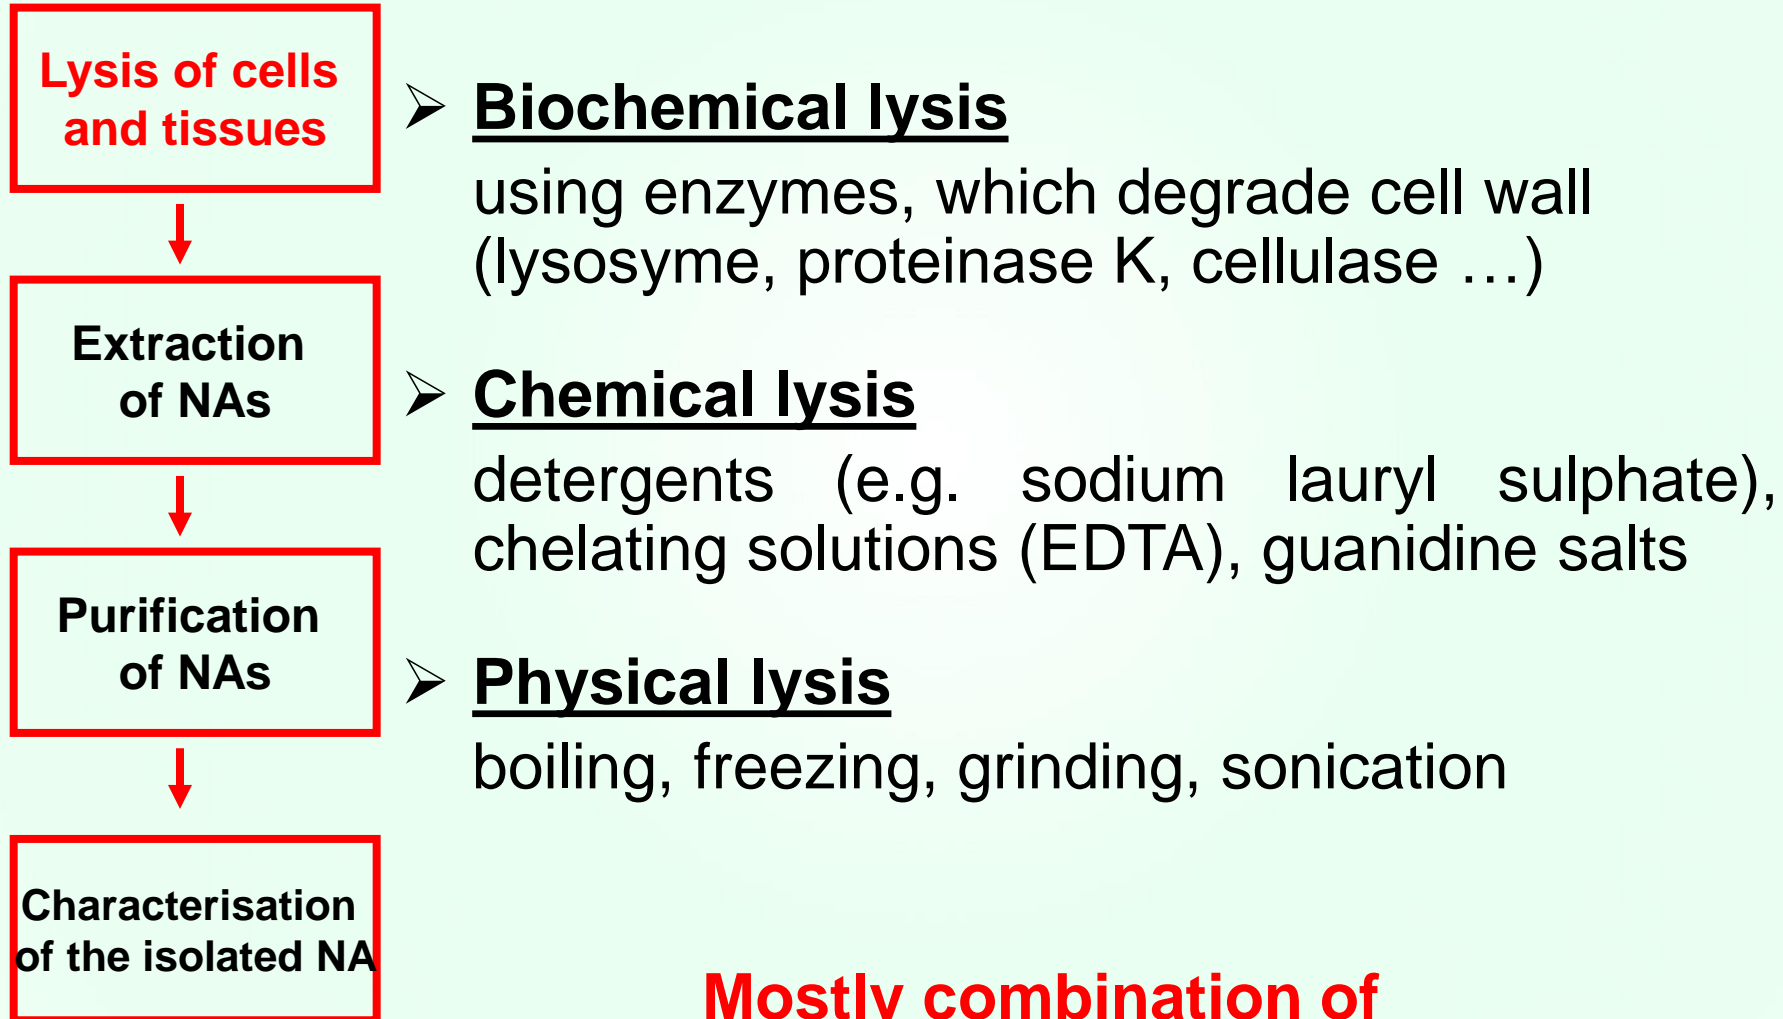 Lysis of cells
and tissues
Extraction
of NAs
Purification
of NAs
Characterisation
of the isolated NA
➢ Biochemical lysis
using enzymes, which degrade cell wall
(lysosyme, proteinase K, cellulase …)
➢ Chemical lysis
detergents (e.g. sodium lauryl sulphate),
chelating solutions (EDTA), guanidine salts
➢ Physical lysis
boiling, freezing, grinding, sonication
Mostly combination of